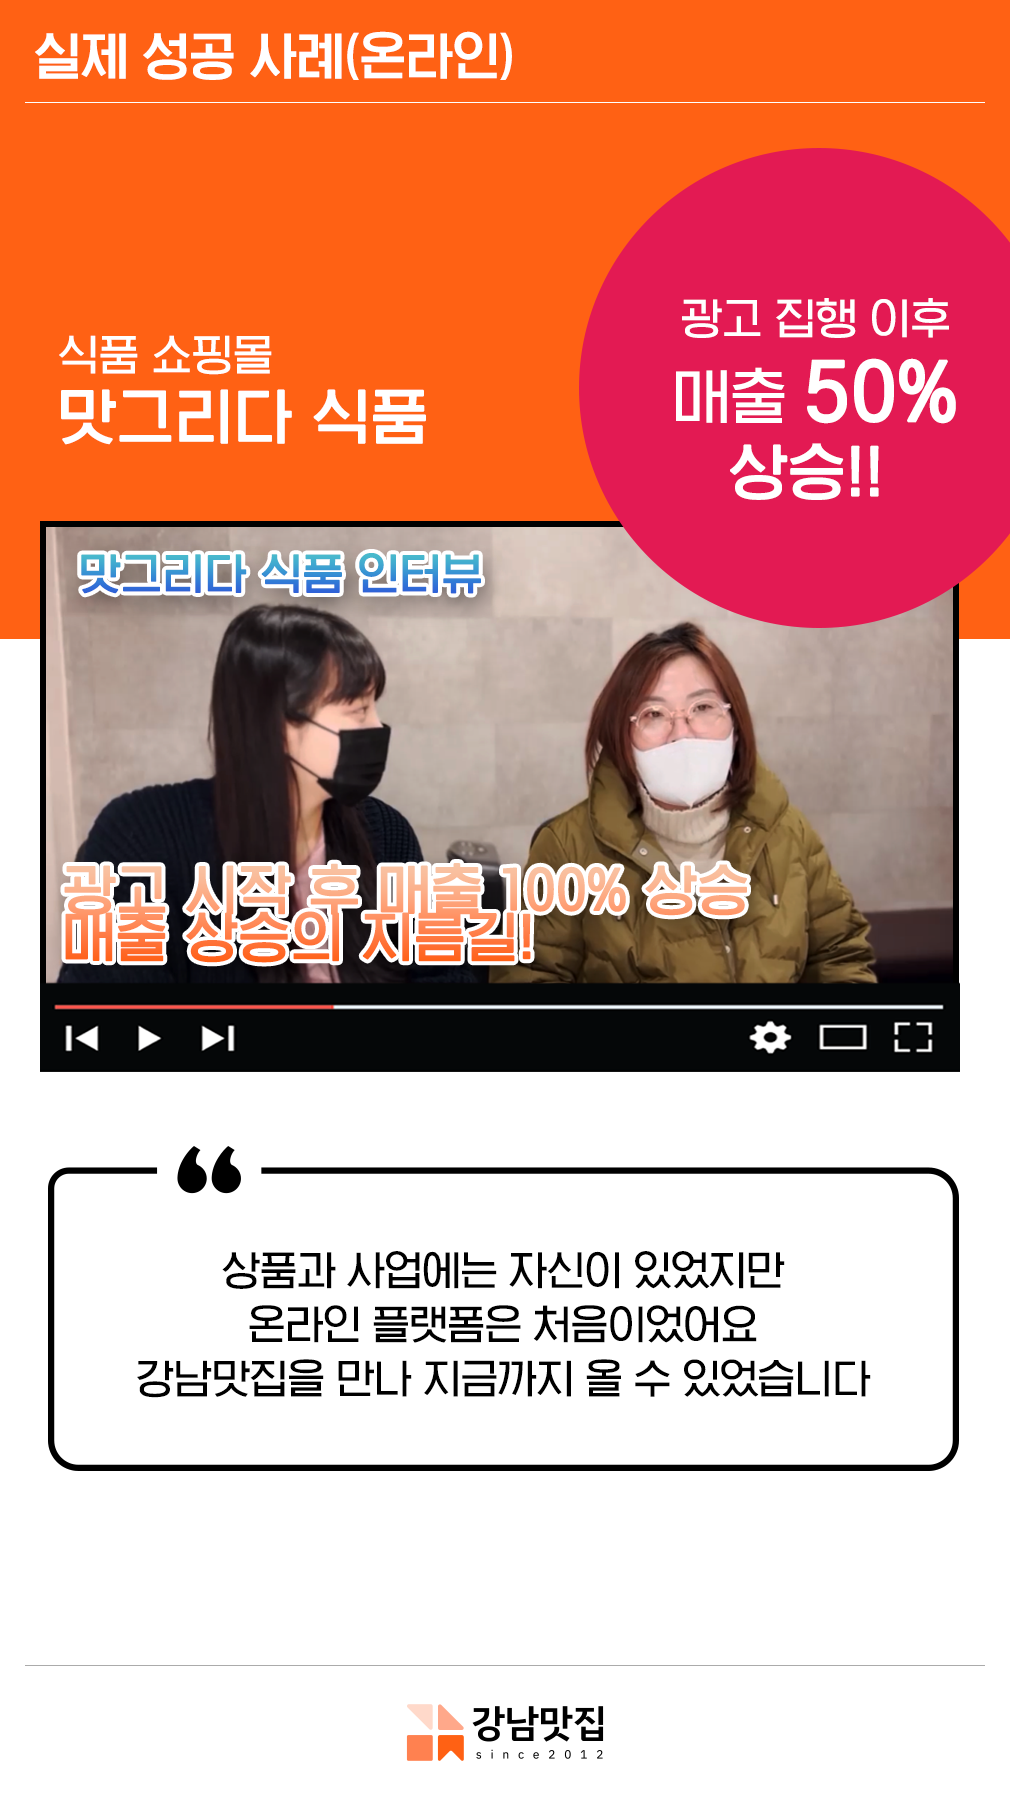 실제 성공 사례(온라인)
광고 집행 이후
매출 50%
상승!!
식품 쇼핑몰
맛그리다 식품
맛그리다 식품 인터뷰
광고 시작 후 매출 100% 상승
매출 상승의 지름길!
상품과 사업에는 자신이 있었지만
온라인 플랫폼은 처음이었어요
강남맛집을 만나 지금까지 올 수 있었습니다
강남맛집
since2012